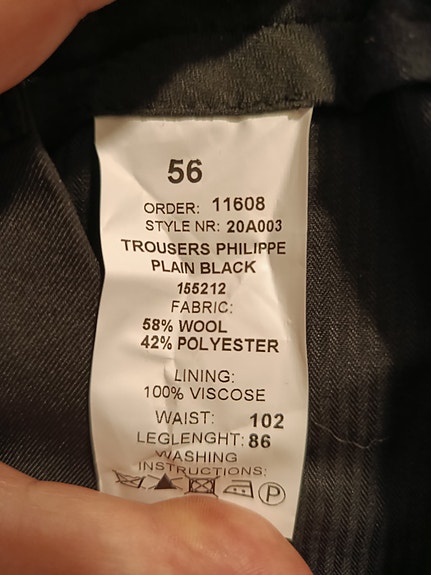 56
ORDER: 11608
STYLE NR: 20A003
TROUSERS PHILIPPE
PLAIN BLACK
155212
FABRIC:
58% WOOL
42% POLYESTER
LINING:
100% VISCOSE
WAIST: 102
LEGLENGHT: 86
WASHING
INSTRUCTIONS:
P